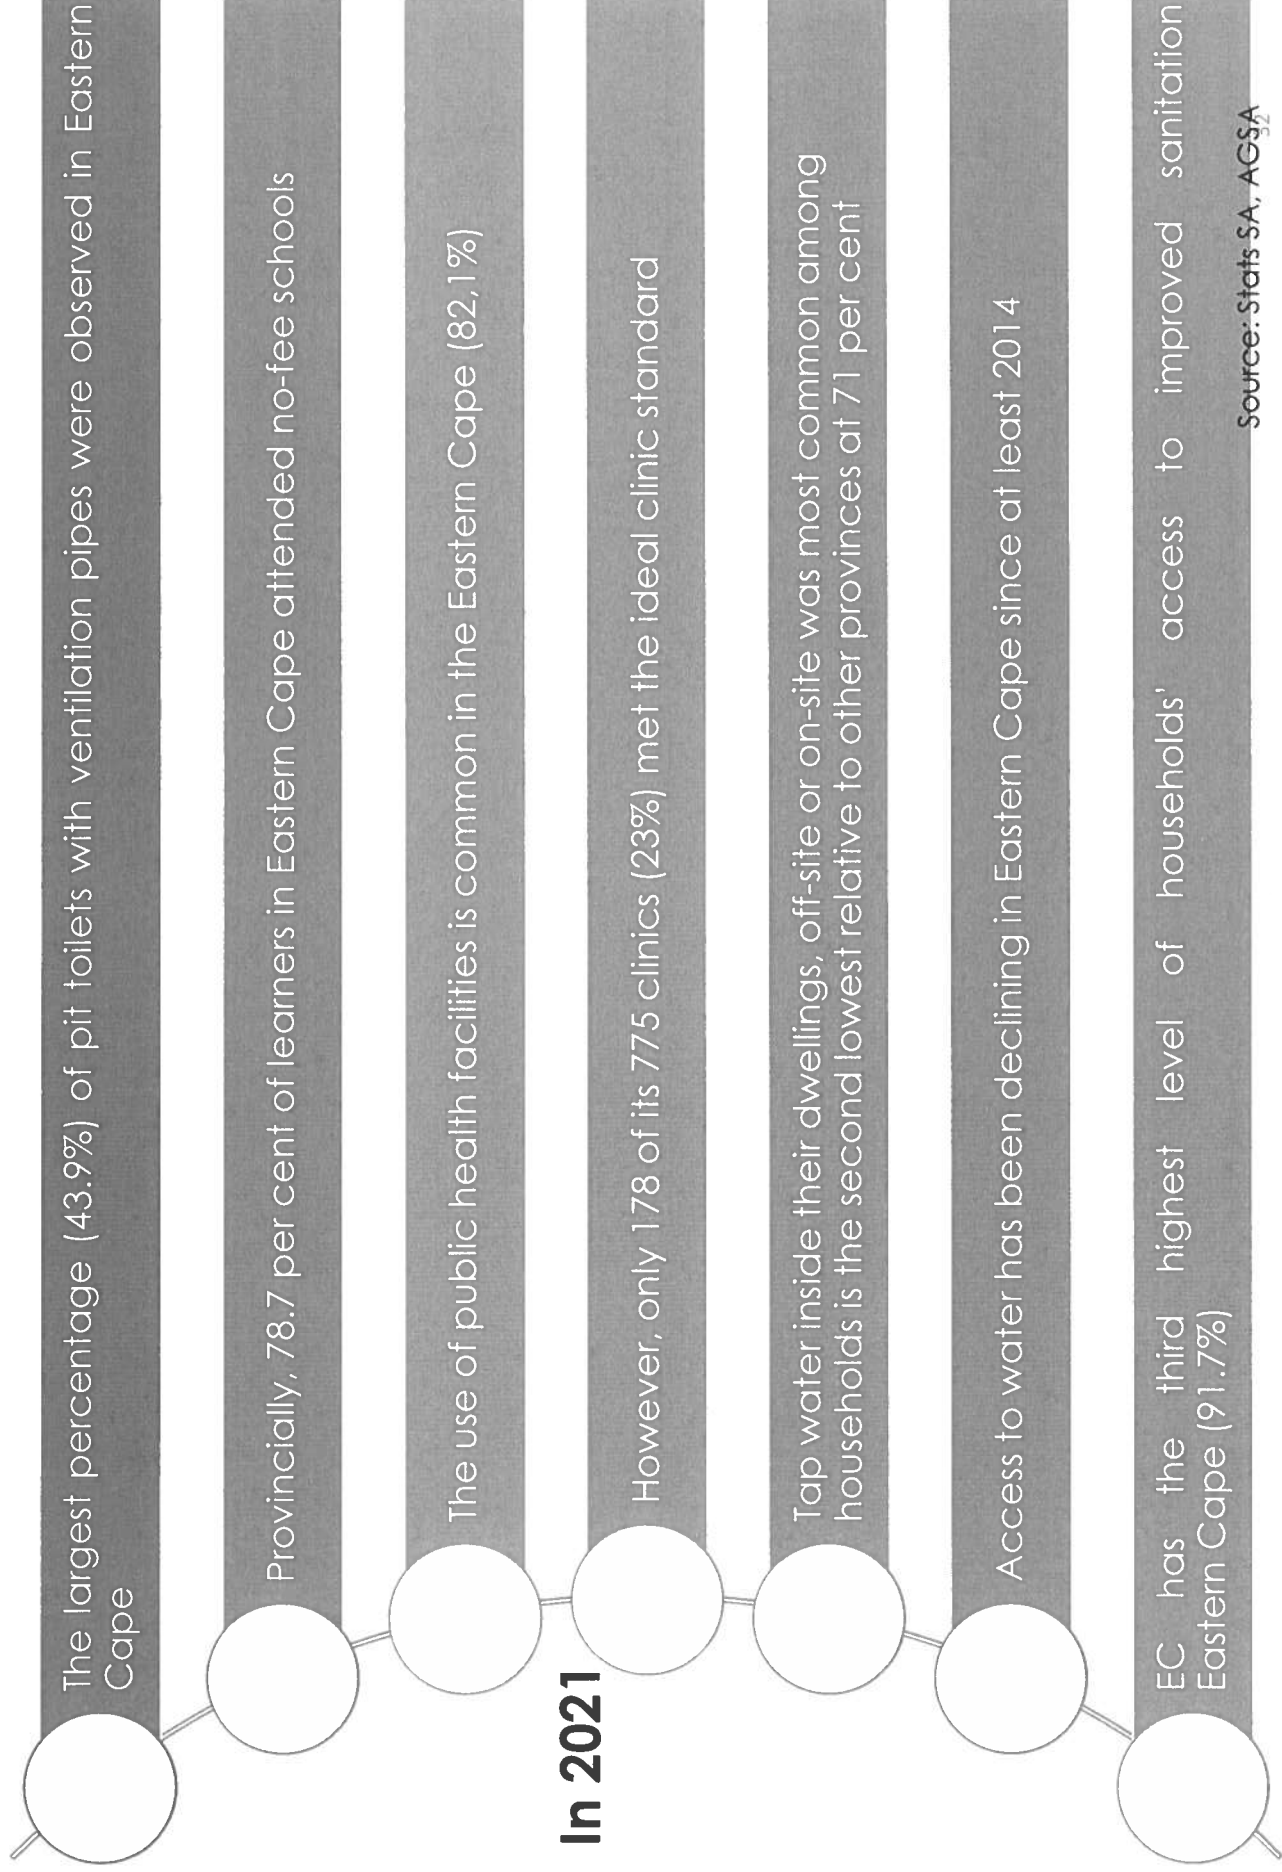 In 2021
The largest percentage (43.9%) of pit toilets with ventilation pipes were observed in Eastern
Cape
Provincially, 78.7 per cent of learners in Eastern Cape attended no-fee schools
The use of public health facilities is common in the Eastern Cape (82,1%)
However, only 178 of its 775 clinics (23%) met the ideal clinic standard
Tap water inside their dwellings, off-site or on-site was most common among
households is the second lowest relative to other provinces at 71 per cent
Access to water has been declining in Eastern Cape since at least 2014
EC has the third highest level of households' access to improved sanitation
Eastern Cape (91.7%)
Source: Stats SA, AGSA
32